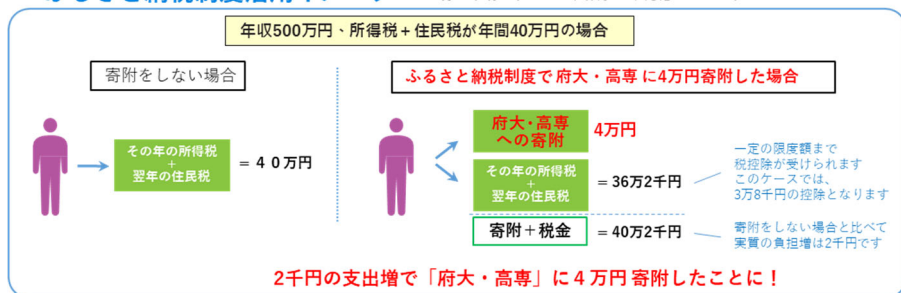 年収500万円、所得税+住民税が年間40万円の場合
寄附をしない場合
その年の所得税
+
翌年の住民税
=40万円
ふるさと納税制度で府大・高専に4万円寄附した場合
府大・高専
への寄附
4万円
その年の所得税
+
翌年の住民税
=36万2千円
一定の限度額まで
税控除が受けられます
このケースでは、
3万8千円の控除となります
寄附+税金
=40万2千円
寄附をしない場合と比べて
実質の負担増は2千円です
2千円の支出増で「府大・高専」に4万円寄附したことに!